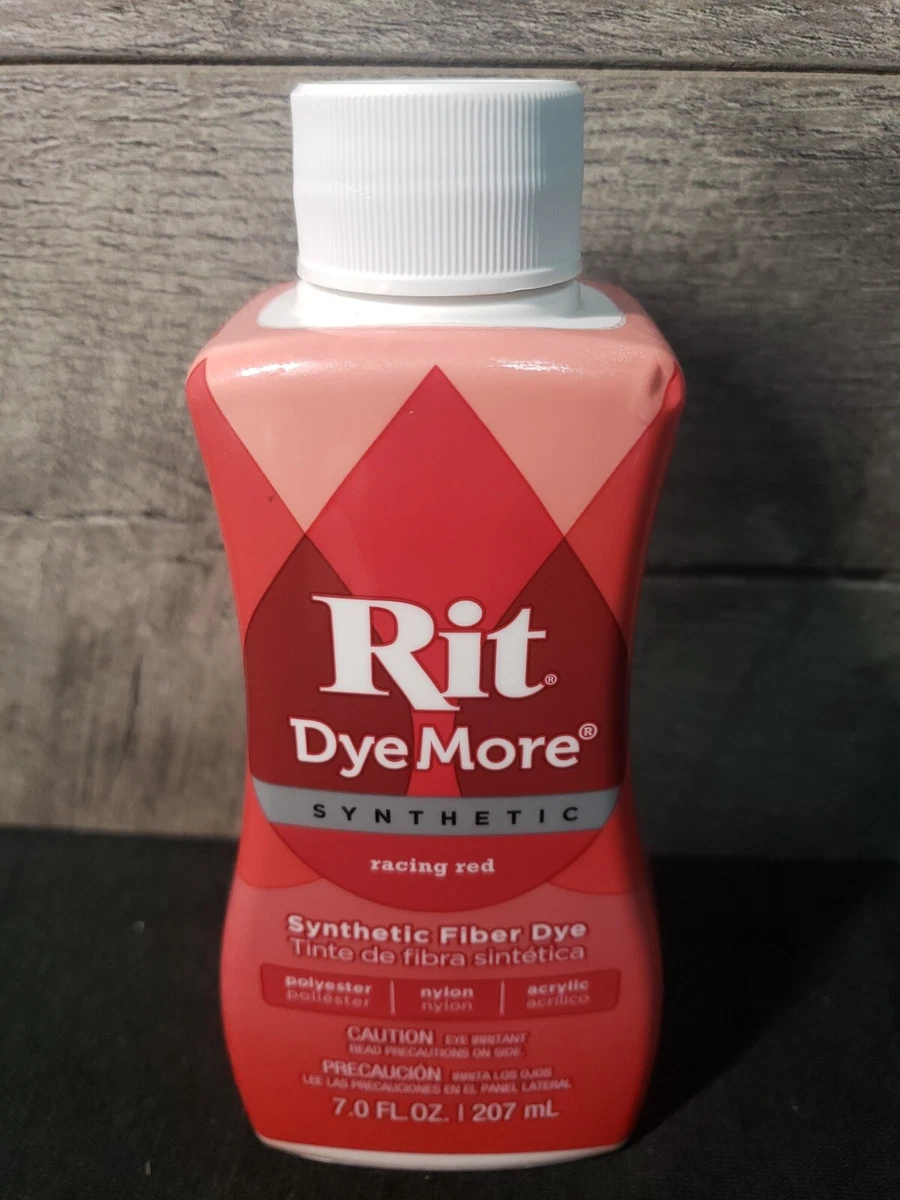 Rit®
DyeMore®
SYNTHETIC
racing red
Synthetic Fiber Dye
Tinte de fibra sintética
polyester | nylon | acrylic
poliéster | nylon | acrílico
CAUTION EYE IRRITANT
READ PRECAUTIONS ON SIDE
PRECAUCIÓN IRRITA LOS OJOS
LEE LAS PRECAUCIONES EN EL PANEL LATERAL
7.0 FL.OZ. | 207 mL